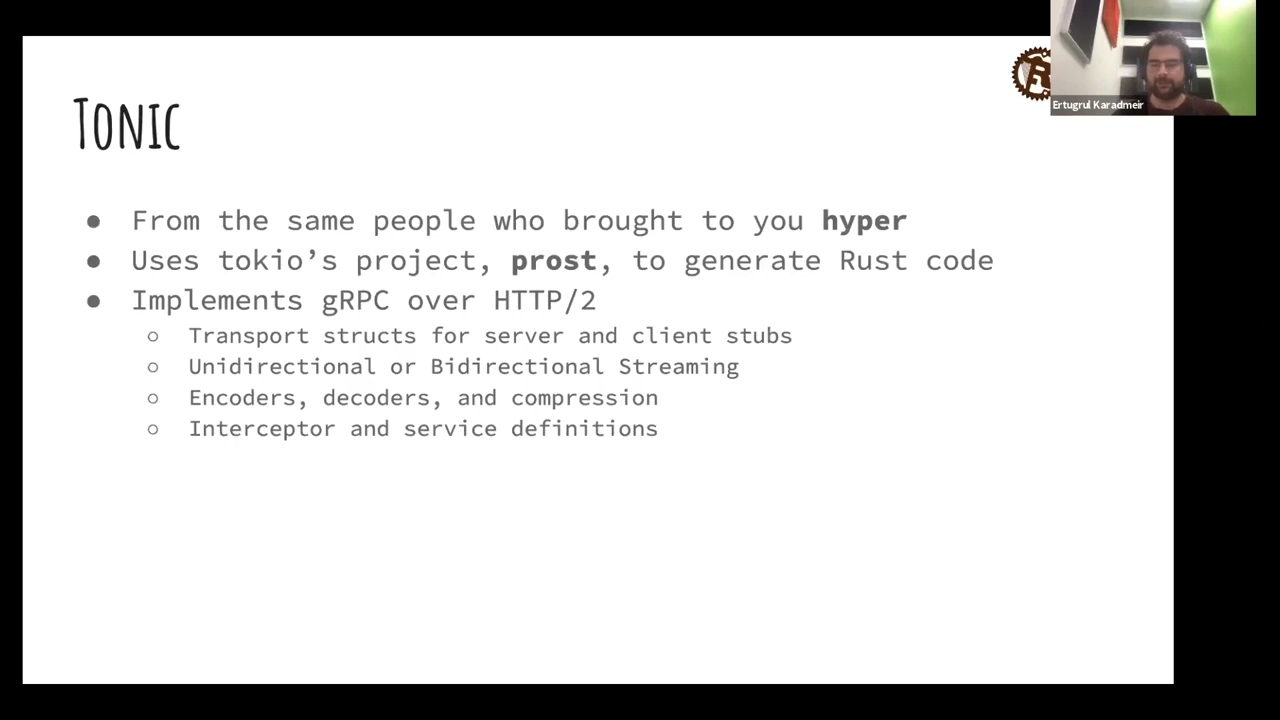 Tonic
● From the same people who brought to you hyper
● Uses tokio’s project, prost, to generate Rust code
● Implements gRPC over HTTP/2
○ Transport structs for server and client stubs
○ Unidirectional or Bidirectional Streaming
○ Encoders, decoders, and compression
○ Interceptor and service definitions
R
Ertugrul Karadmeir